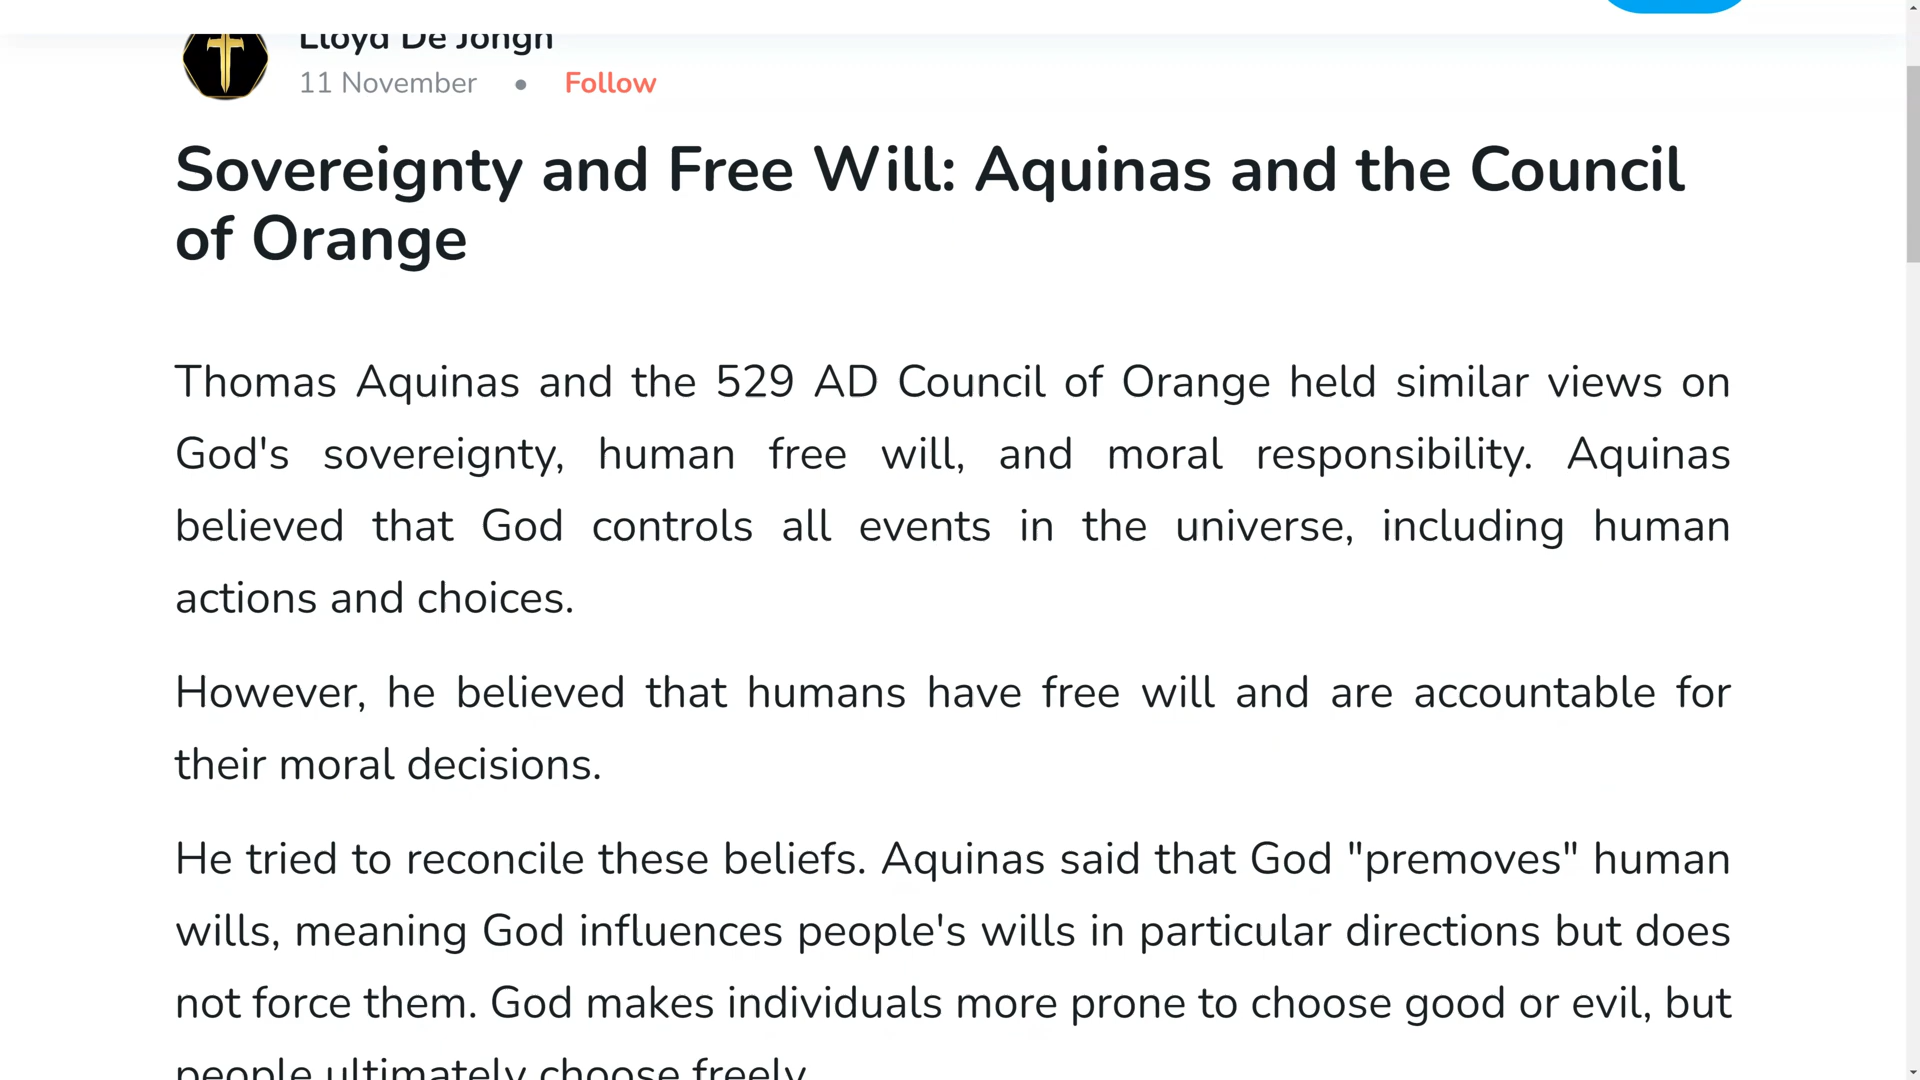 Lloyd De Jongh
11 November • Follow
Sovereignty and Free Will: Aquinas and the Council
of Orange
Thomas Aquinas and the 529 AD Council of Orange held similar views on
God's sovereignty, human free will, and moral responsibility. Aquinas
believed that God controls all events in the universe, including human
actions and choices.
However, he believed that humans have free will and are accountable for
their moral decisions.
He tried to reconcile these beliefs. Aquinas said that God "premoves" human
wills, meaning God influences people's wills in particular directions but does
not force them. God makes individuals more prone to choose good or evil, but
people ultimately choose freely.